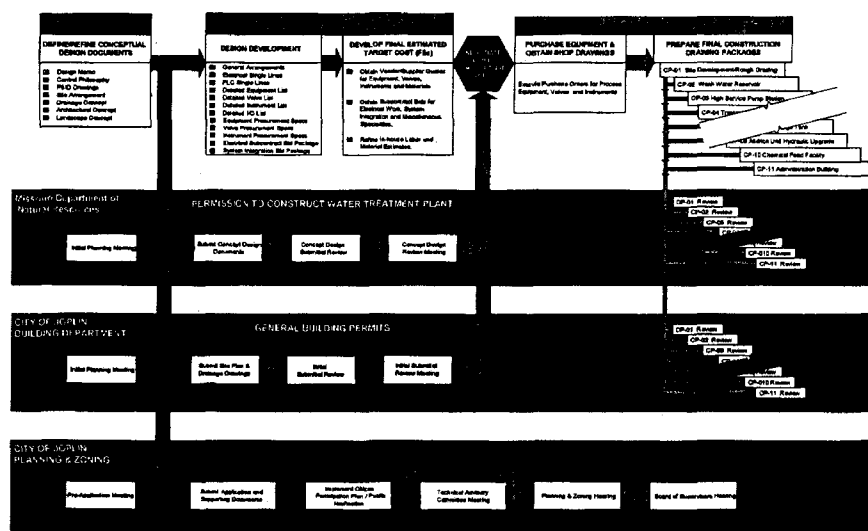 DEFINE/REFINE CONCEPTUAL
DESIGN DOCUMENTS
Design Memo
Control Philosophy
P&ID Drawings
Site Arrangement
Drainage Concept
Architectural Concept
Landscape Concept
DESIGN DEVELOPMENT
General Arrangements
Electrical Single Lines
PLC Single Lines
Detailed Equipment List
Detailed Valve List
Detailed Instrument List
Detailed I/O List
Equipment Procurement Specs
Valve Procurement Specs
Instrument Procurement Specs
Electrical Subcontract Bid Package
System Integration Bid Package
DEVELOP FINAL ESTIMATED
TARGET COST
Obtain Vendor/Supplier Quotes
for Equipment, Valves,
Instruments and Materials
Obtain Subcontract Bids for
Electrical Work, System
Integration and Miscellaneous
Specialties.
Refine In-house Labor and
Material Estimates.
PURCHASE EQUIPMENT &
OBTAIN SHOP DRAWINGS
Execute Purchase Orders for Process
Equipment, Valves, and Instruments
PREPARE FINAL CONSTRUCTION
DRAWING PACKAGES
CP-01 Site Development/Rough Grading
CP-02 Wash Water Reservoir
High Service Pump Station
CP-04
Hydraulic Upgrade
CP-10 Chemical Feed Facility
CP-11 Administration Building
Missouri Department of
Natural Resources
PERMISSION TO CONSTRUCT WATER TREATMENT PLANT
Initial Planning Meeting
Submit Concept Design
Documents
Concept Design
Submittal Review
Concept Design
Review Meeting
CP-01 Review
CP-02 Review
Review
Review
CP-010 Review
CP-11 Review
CITY OF JOPLIN
BUILDING DEPARTMENT
GENERAL BUILDING PERMITS
Initial Planning Meeting
Submit Site Plan &
Drainage Drawings
Initial
Submittal Review
Initial Submittal
Review Meeting
CP-01 Review
CP-02 Review
Review
Review
CP-010 Review
CP-11 Review
CITY OF JOPLIN
PLANNING & ZONING
Pre-Application Meeting
Submit Application and
Supporting Documents
Implement Citizen
Participation Plan / Public
Notification
Technical Advisory
Committee Meeting
Planning & Zoning Hearing
Board of Supervisors Hearing